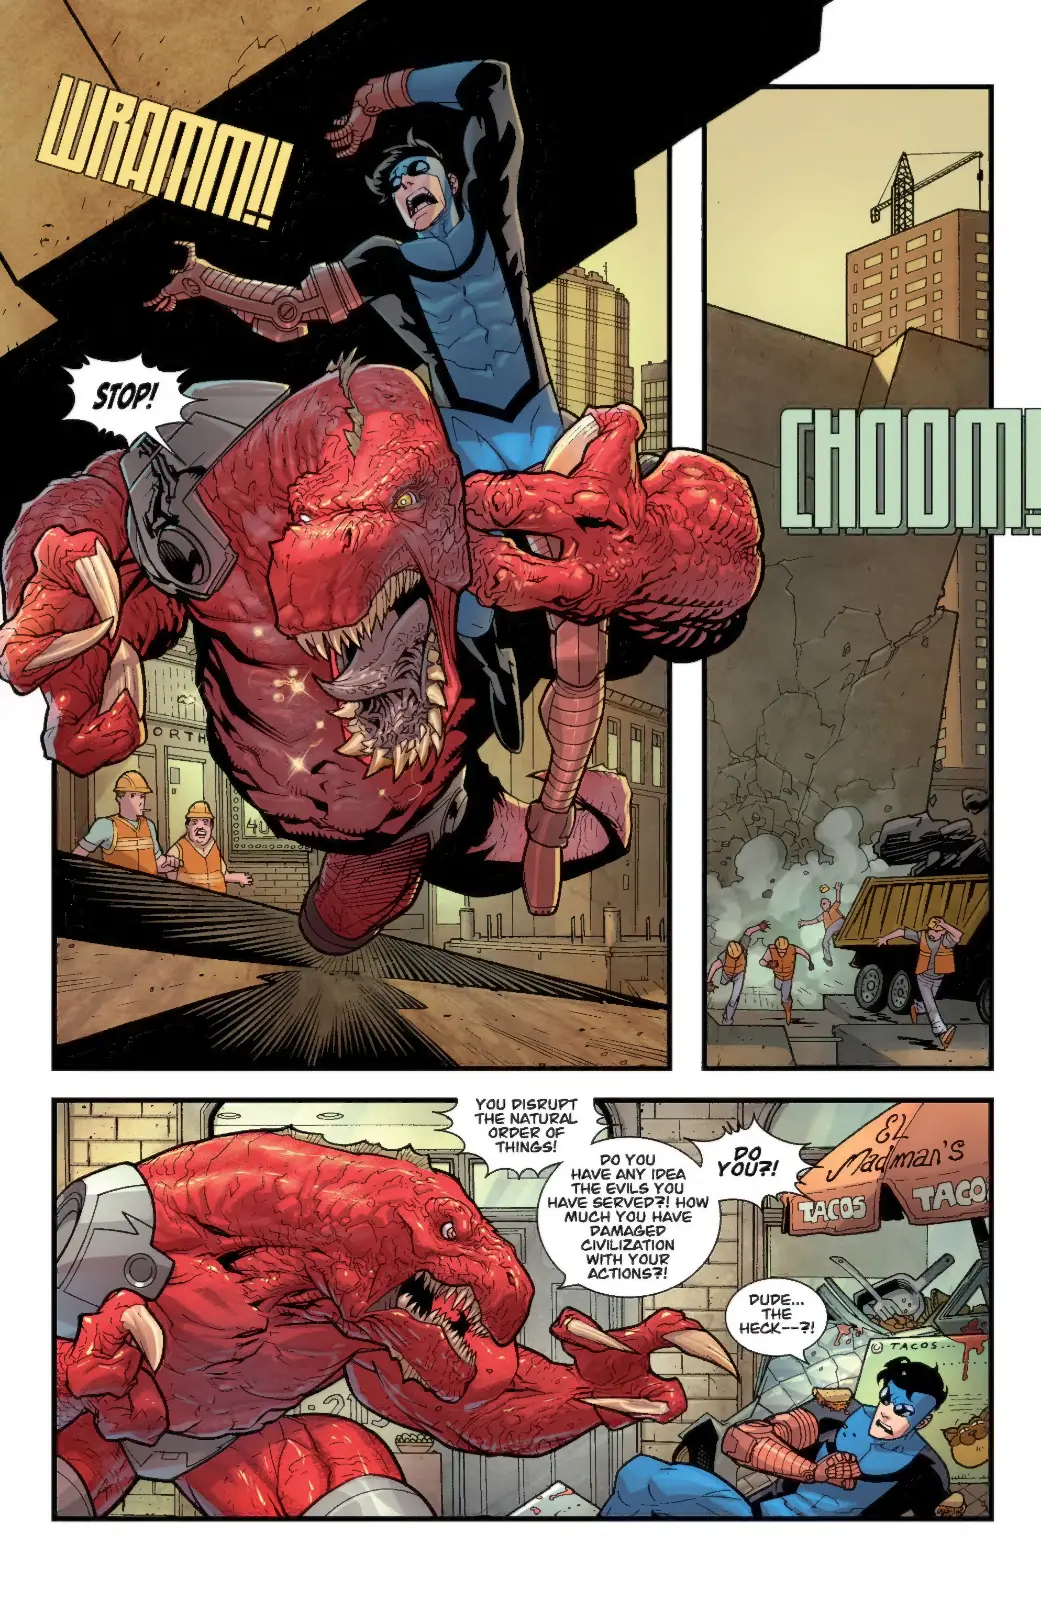 WRAMM!!
STOP!
ORTH
CHOOM!
YOU DISRUPT
THE NATURAL
ORDER OF
THINGS!
DO YOU
HAVE ANY IDEA
THE EVILS YOU
HAVE SERVED?! HOW
MUCH YOU HAVE
DAMAGED
CIVILIZATION
WITH YOUR
ACTIONS?!
DO
YOU?!
EL
Madman's
TACOS
TACO
DUDE...
THE
HECK--?!
TACOS...